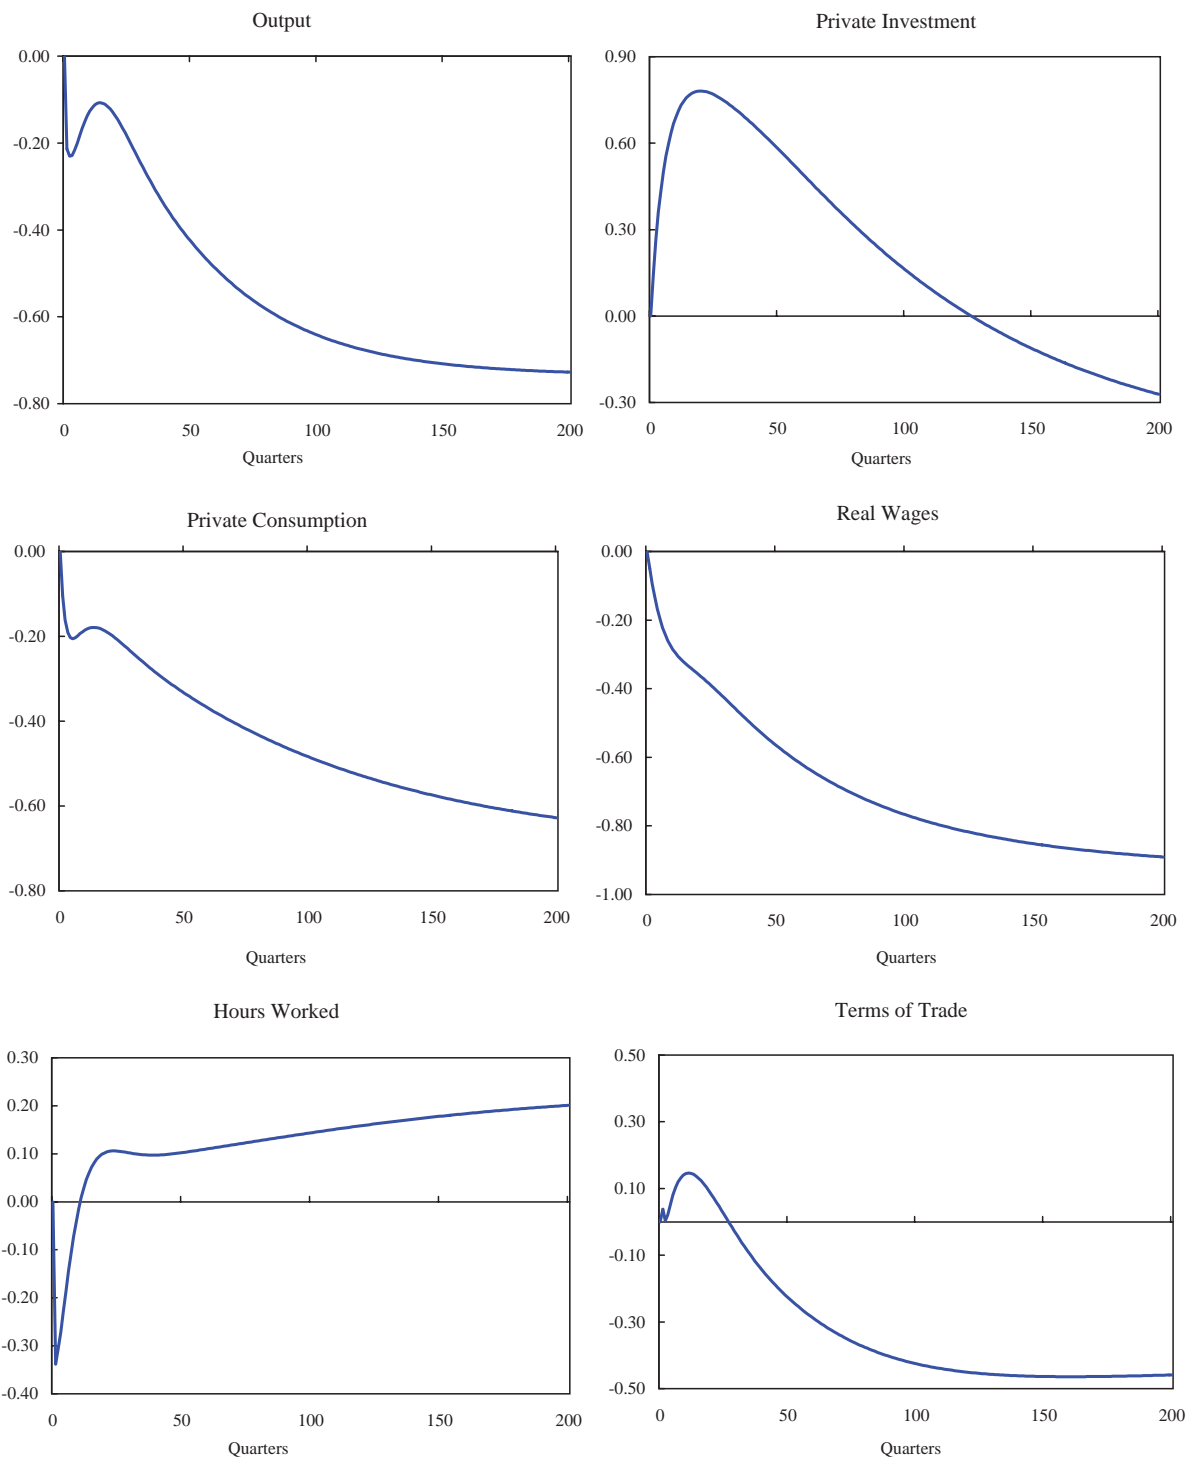 Output
0.00
-0.20
-0.40
-0.60
-0.80
0 50 100 150 200
Quarters
Private Investment
0.90
0.60
0.30
0.00
-0.30
0 50 100 150 200
Quarters
Private Consumption
0.00
-0.20
-0.40
-0.60
-0.80
0 50 100 150 200
Quarters
Real Wages
0.00
-0.20
-0.40
-0.60
-0.80
-1.00
0 50 100 150 200
Quarters
Hours Worked
0.30
0.20
0.10
0.00
-0.10
-0.20
-0.30
-0.40
0 50 100 150 200
Quarters
Terms of Trade
0.50
0.30
0.10
-0.10
-0.30
-0.50
0 50 100 150 200
Quarters